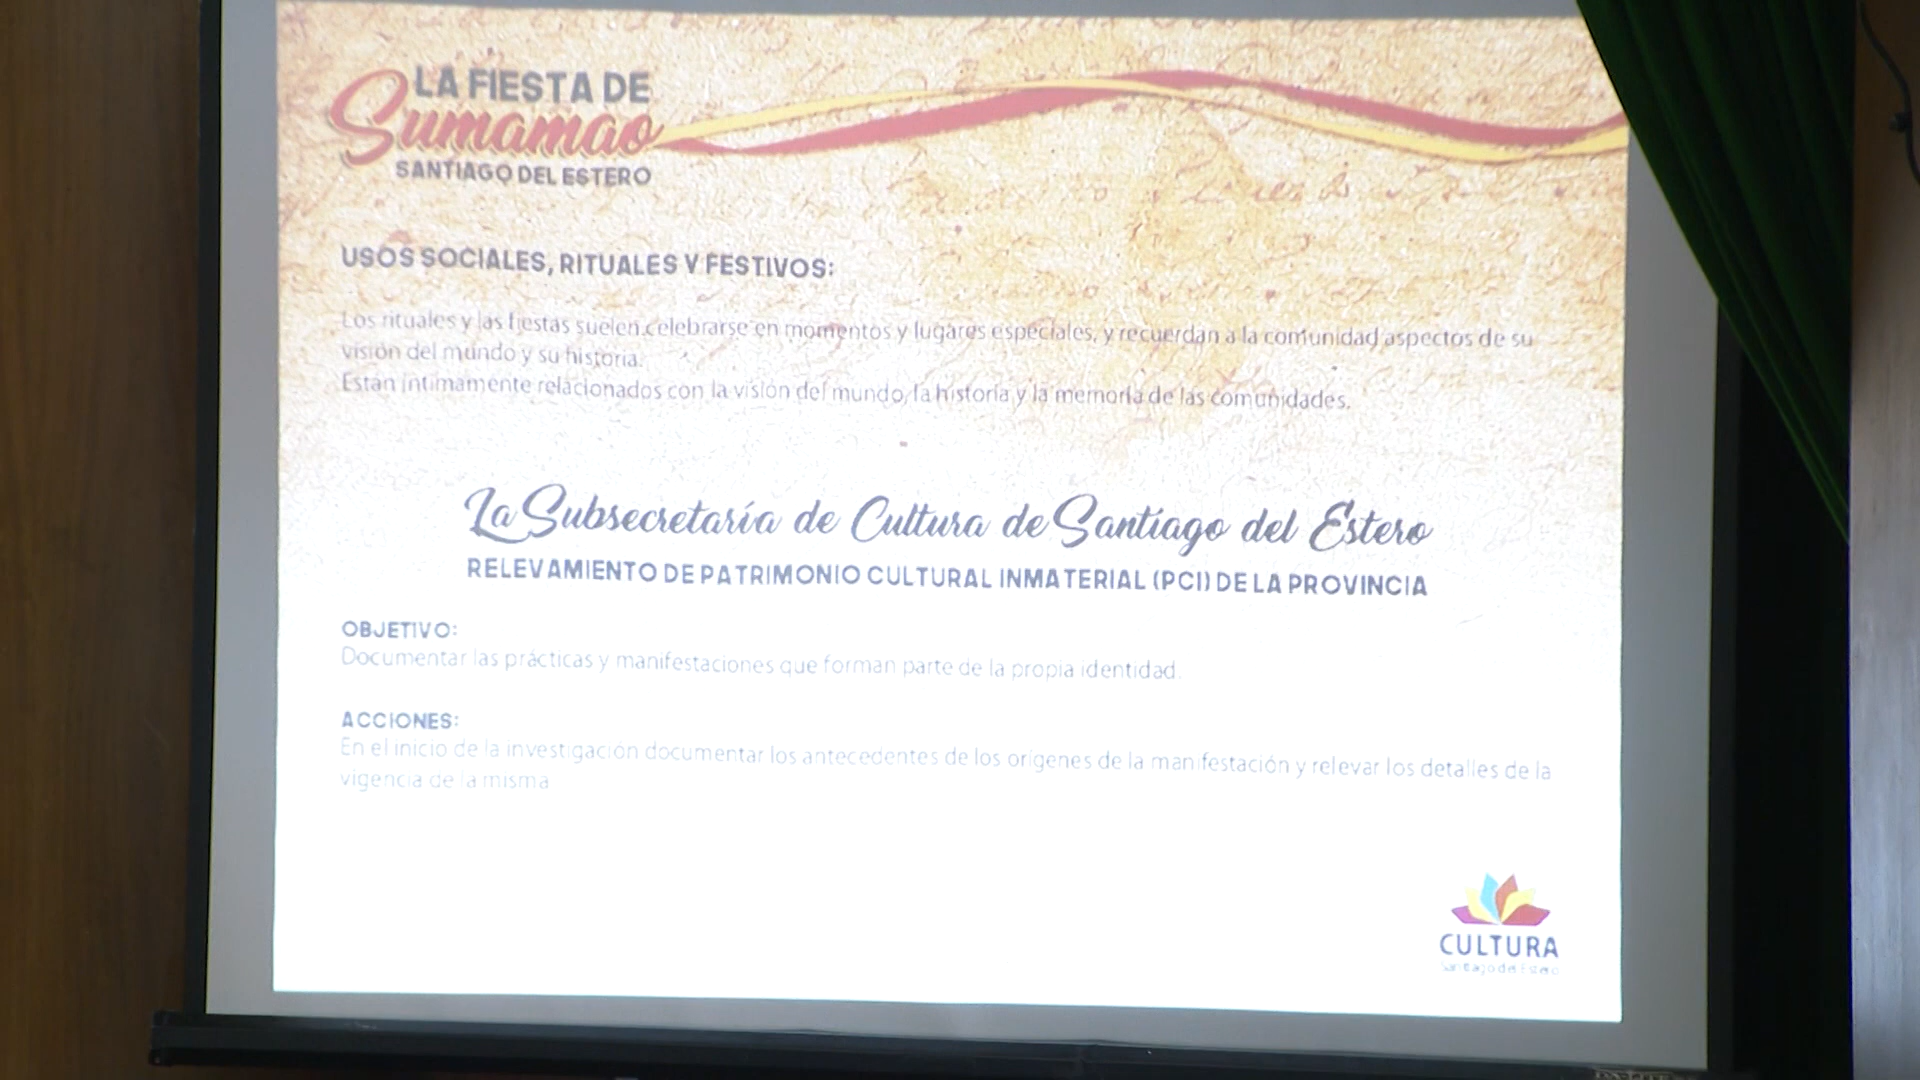 LA FIESTA DE
Sumamao
SANTIAGO DEL ESTERO
USOS SOCIALES, RITUALES Y FESTIVOS:
Los rituales y las fiestas suelen celebrarse en momentos y lugares especiales, y recuerdan a la comunidad aspectos de su
visión del mundo y su historia.
Están íntimamente relacionados con la visión del mundo, la historia y la memoria de las comunidades.
La Subsecretaría de Cultura de Santiago del Estero
RELEVAMIENTO DE PATRIMONIO CULTURAL INMATERIAL (PCI) DE LA PROVINCIA
OBJETIVO:
Documentar las prácticas y manifestaciones que forman parte de la propia identidad.
ACCIONES:
En el inicio de la investigación documentar los antecedentes de los orígenes de la manifestación y relevar los detalles de la
vigencia de la misma
CULTURA
Santiago del Estero